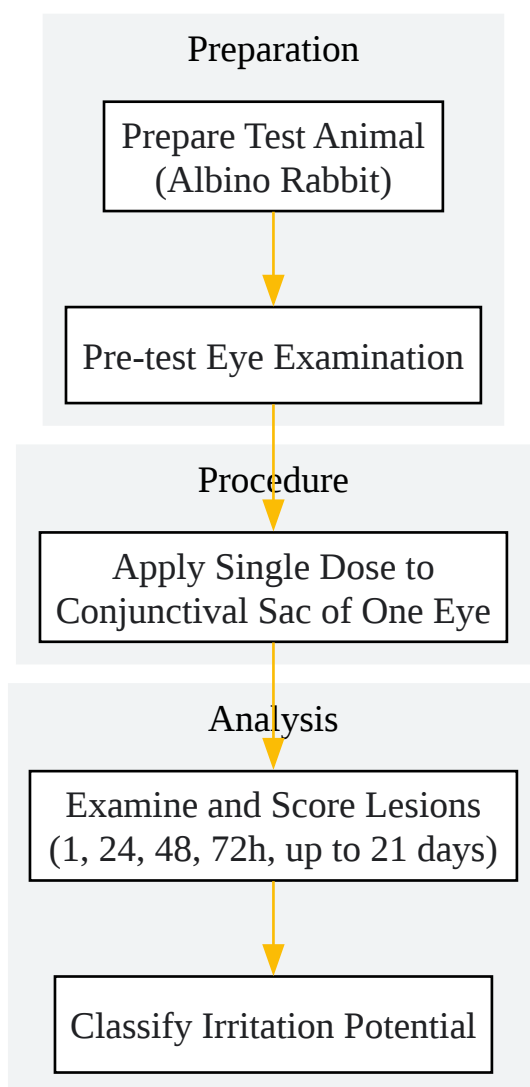 Preparation
Prepare Test Animal
(Albino Rabbit)
Pre-test Eye Examination
Procedure
Apply Single Dose to
Conjunctival Sac of One Eye
Analysis
Examine and Score Lesions
(1, 24, 48, 72h, up to 21 days)
Classify Irritation Potential